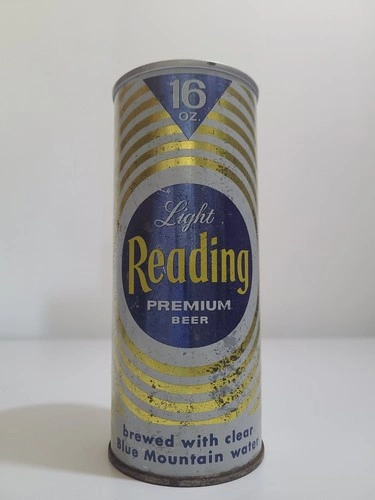 16
OZ.
Light
Reading
PREMIUM
BEER
brewed with clear
Blue Mountain water